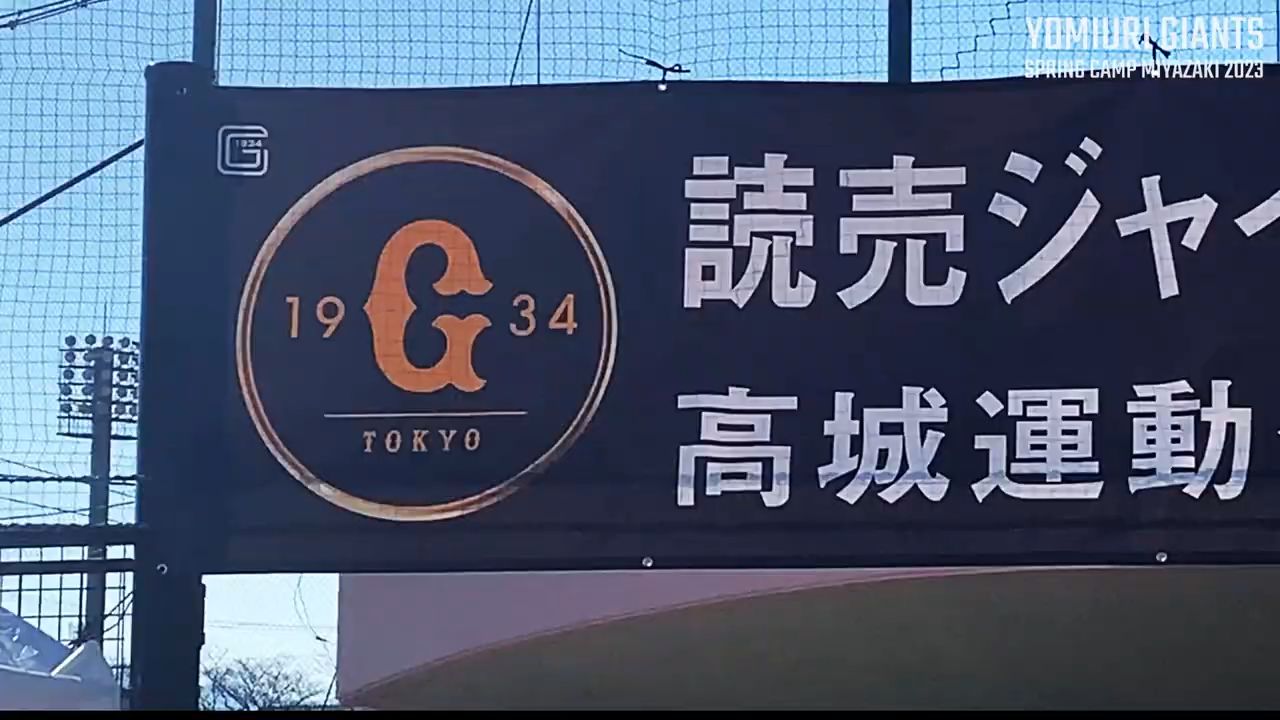 YOMIURI GIANTS
SPRING CAMP MIYAZAKI 2023
G 1934
19 G 34
TOKYO
読売ジャイ
高城運動